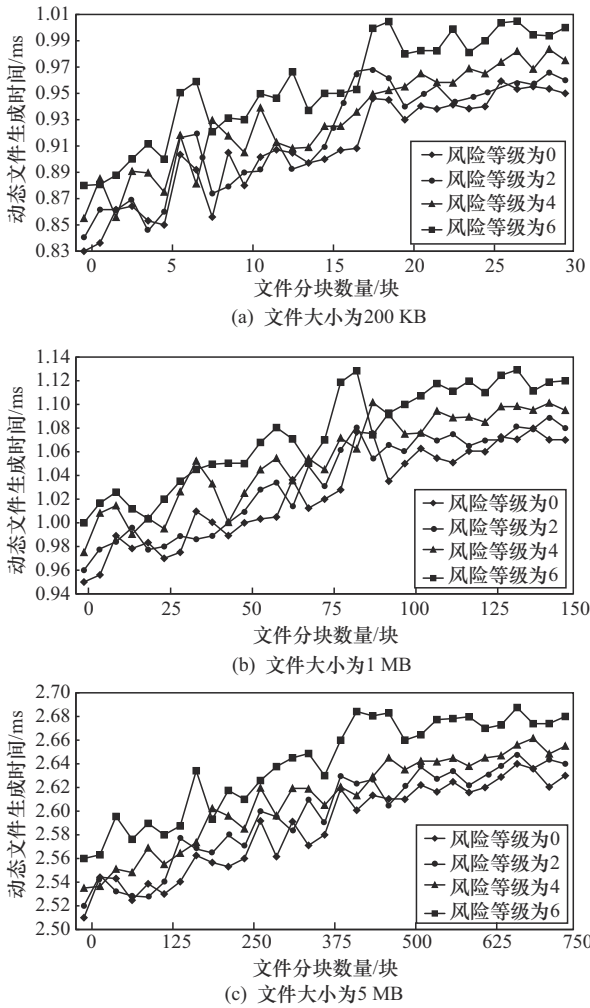 1.01
0.99
0.97
0.95
0.93
0.91
0.89
0.87
0.85
0.83
动态文件生成时间/ms
风险等级为0
风险等级为2
风险等级为4
风险等级为6
0 5 10 15 20 25 30
文件分块数量/块
(a) 文件大小为200 KB
1.14
1.12
1.10
1.08
1.06
1.04
1.02
1.00
0.98
0.96
0.94
动态文件生成时间/ms
风险等级为0
风险等级为2
风险等级为4
风险等级为6
0 25 50 75 100 125 150
文件分块数量/块
(b) 文件大小为1 MB
2.70
2.68
2.66
2.64
2.62
2.60
2.58
2.56
2.54
2.52
2.50
动态文件生成时间/ms
风险等级为0
风险等级为2
风险等级为4
风险等级为6
0 125 250 375 500 625 750
文件分块数量/块
(c) 文件大小为5 MB